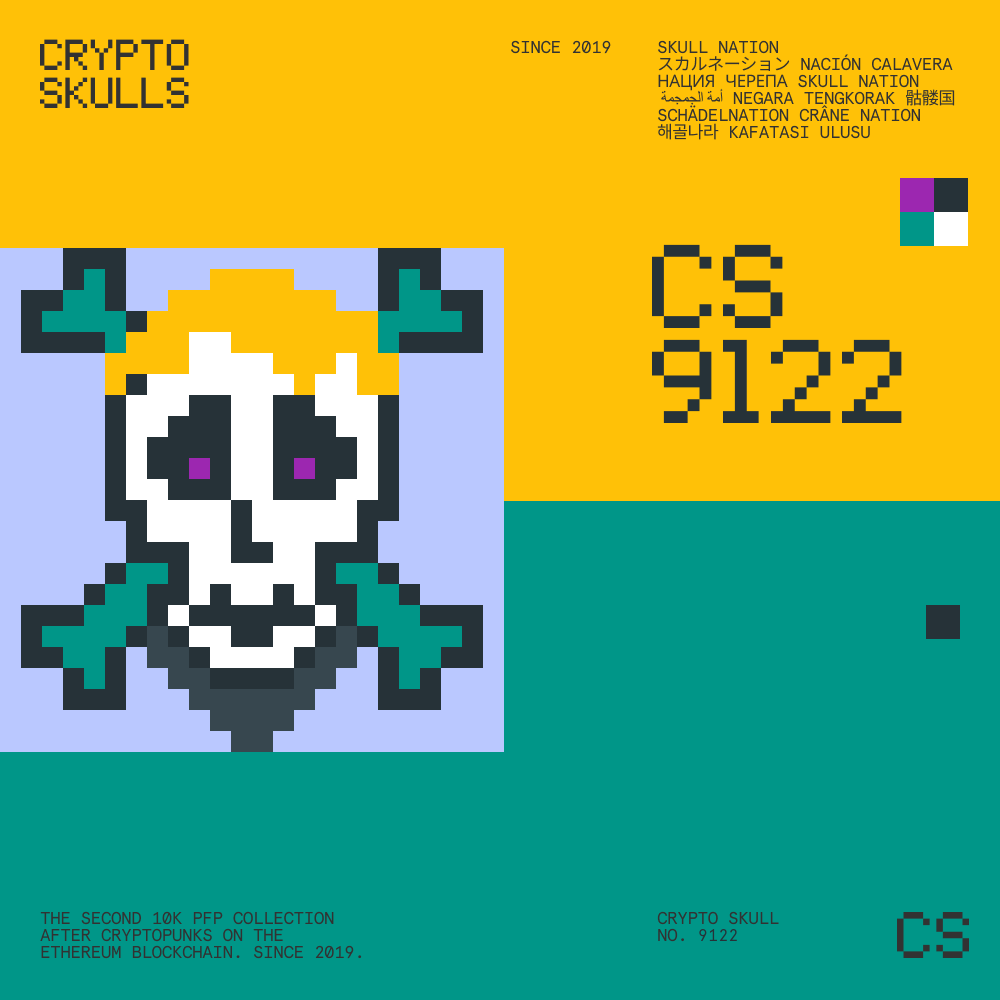 CRYPTO
SKULLS
SINCE 2019
SKULL NATION
スカルネーション NACIÓN CALAVERA
НАЦИЯ ЧЕРЕПА SKULL NATION
أمة الجمجمة NEGARA TENGKORAK 骷髅国
SCHÄDELNATION CRÂNE NATION
해골나라 KAFATASI ULUSU
CS
9122
THE SECOND 10K PFP COLLECTION
AFTER CRYPTOPUNKS ON THE
ETHEREUM BLOCKCHAIN. SINCE 2019.
CRYPTO SKULL
NO. 9122
CS